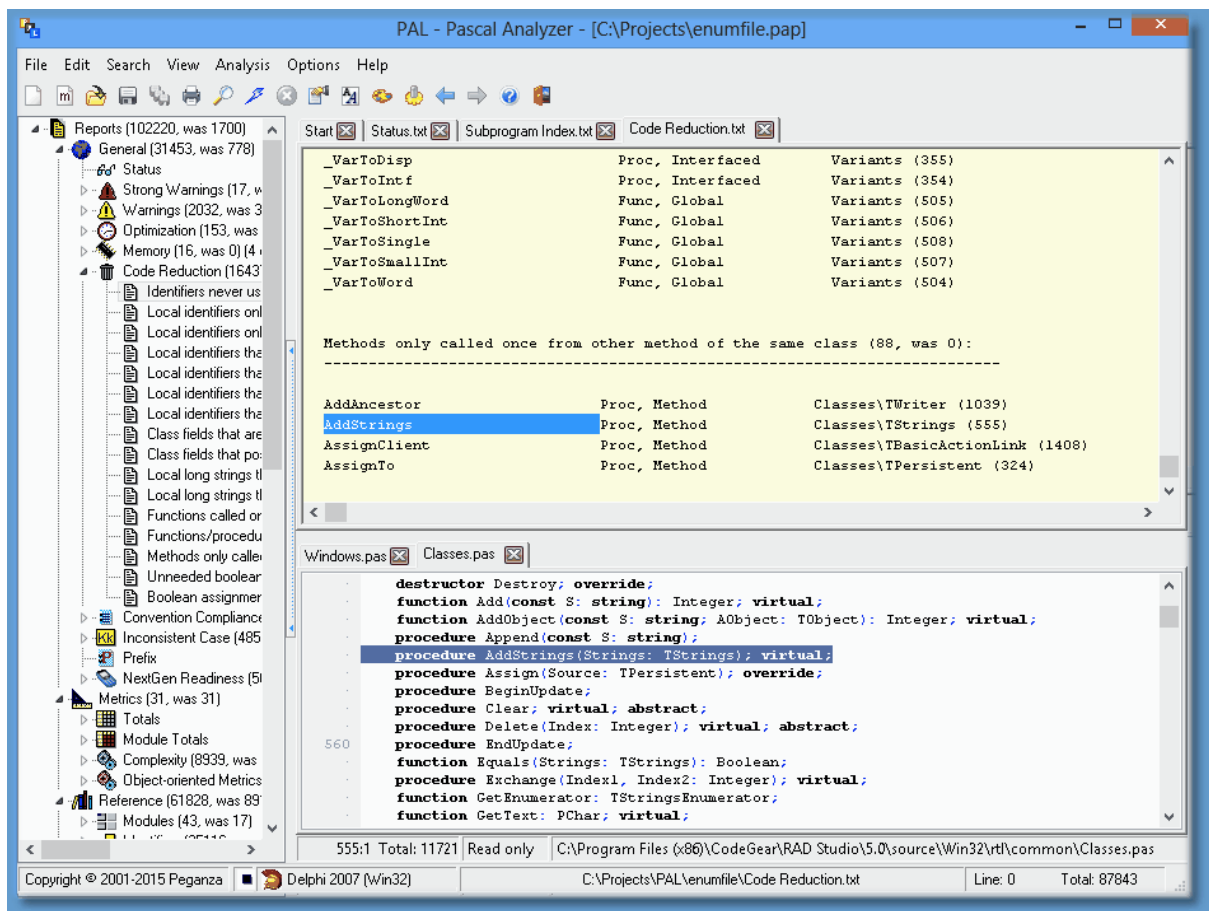 PAL - Pascal Analyzer - [C:\Projects\enumfile.pap]
File Edit Search View Analysis Options Help
Reports (102220, was 1700)
General (31453, was 778)
Status
Strong Warnings (17, w
Warnings (2032, was 3
Optimization (153, was
Memory (16, was 0) (4
Code Reduction (1643
Identifiers never us
Local identifiers onl
Local identifiers onl
Local identifiers tha
Local identifiers tha
Local identifiers tha
Local identifiers tha
Class fields that are
Class fields that po
Local long strings t
Local long strings t
Functions called or
Functions/procedu
Methods only calle
Unneeded boolear
Boolean assignmer
Convention Compliance
Inconsistent Case (485
Prefix
NextGen Readiness (5
Metrics (31, was 31)
Totals
Module Totals
Complexity (8939, was
Object-oriented Metrics
Reference (61828, was 89
Modules (43, was 17)
Start Status.txt Subprogram Index.txt Code Reduction.txt
_VarToDisp Proc, Interfaced Variants (355)
_VarToIntf Proc, Interfaced Variants (354)
_VarToLongWord Func, Global Variants (505)
_VarToShortInt Func, Global Variants (506)
_VarToSingle Func, Global Variants (508)
_VarToSmallInt Func, Global Variants (507)
_VarToWord Func, Global Variants (504)
Methods only called once from other method of the same class (88, was 0):
----------------------------------------------------------------------------
AddAncestor Proc, Method Classes\TWriter (1039)
AddStrings Proc, Method Classes\TStrings (555)
AssignClient Proc, Method Classes\TBasicActionLink (1408)
AssignTo Proc, Method Classes\TPersistent (324)
Windows.pas Classes.pas
destructor Destroy; override;
function Add(const S: string): Integer; virtual;
function AddObject(const S: string; AObject: TObject): Integer; virtual;
procedure Append(const S: string);
procedure AddStrings(Strings: TStrings); virtual;
procedure Assign(Source: TPersistent); override;
procedure BeginUpdate;
procedure Clear; virtual; abstract;
procedure Delete(Index: Integer); virtual; abstract;
560 procedure EndUpdate;
function Equals(Strings: TStrings): Boolean;
procedure Exchange(Index1, Index2: Integer); virtual;
function GetEnumerator: TStringsEnumerator;
function GetText: PChar; virtual;
555:1 Total: 11721 Read only C:\Program Files (x86)\CodeGear\RAD Studio\5.0\source\Win32\rtl\common\Classes.pas
Copyright © 2001-2015 Peganza Delphi 2007 (Win32) C:\Projects\PAL\enumfile\Code Reduction.txt Line: 0 Total: 87843